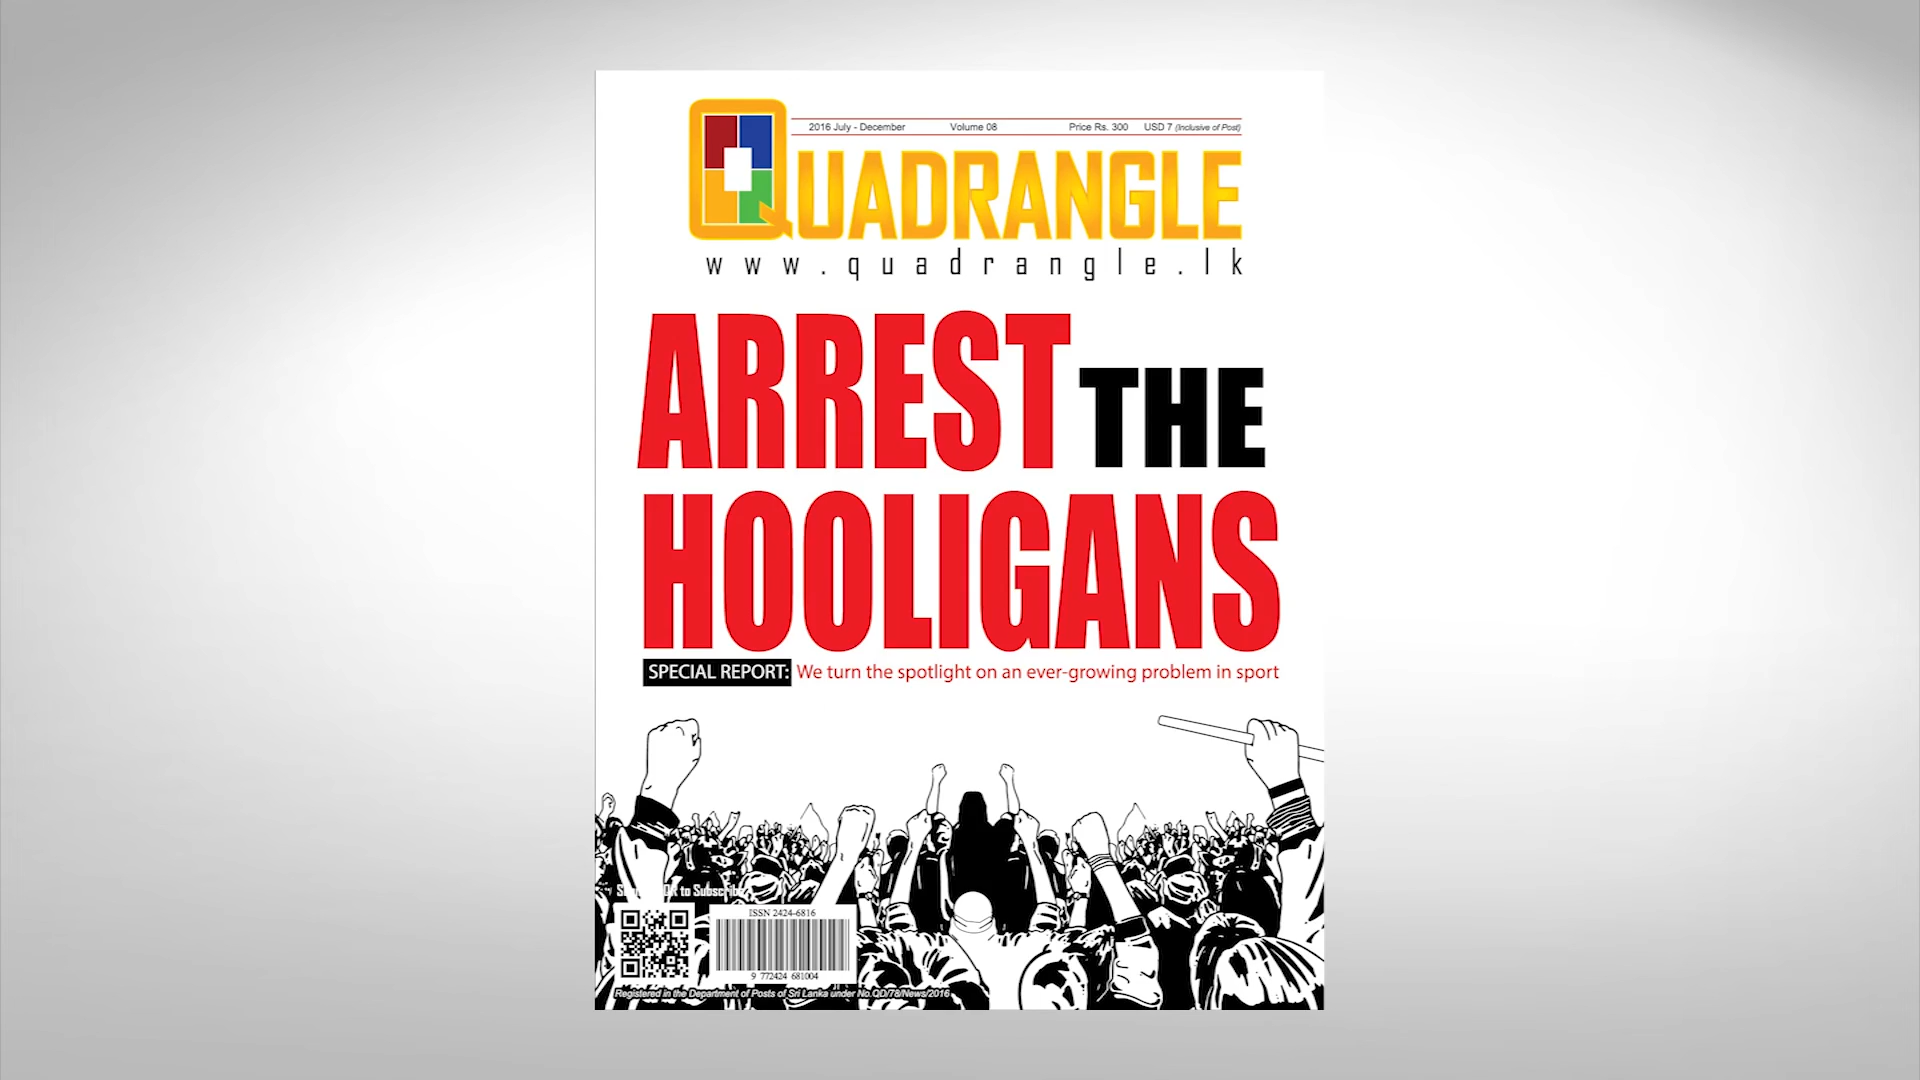 2016 July - December Volume 08 Price Rs. 300 USD 7 (Inclusive of Post)
QUADRANGLE
www.quadrangle.lk
ARREST THE
HOOLIGANS
SPECIAL REPORT: We turn the spotlight on an ever-growing problem in sport
QR to Subscribe
ISSN 2424-6816
9 772424 681004
Registered in the Department of Posts of Sri Lanka under No.QD/78/News/2016